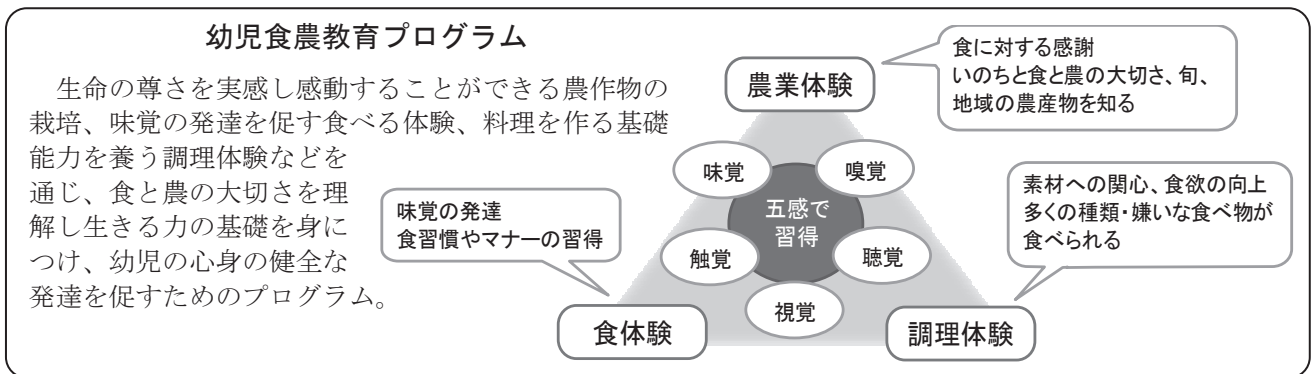 幼児食農教育プログラム
生命の尊さを実感し感動することができる農作物の
栽培、味覚の発達を促す食べる体験、料理を作る基礎
能力を養う調理体験などを
通じ、食と農の大切さを理
解し生きる力の基礎を身に
つけ、幼児の心身の健全な
発達を促すためのプログラム。
農業体験
食に対する感謝
いのちと食と農の大切さ、旬、
地域の農産物を知る
味覚
嗅覚
五感で
習得
触覚
聴覚
視覚
味覚の発達
食習慣やマナーの習得
食体験
素材への関心、食欲の向上
多くの種類・嫌いな食べ物が
食べられる
調理体験